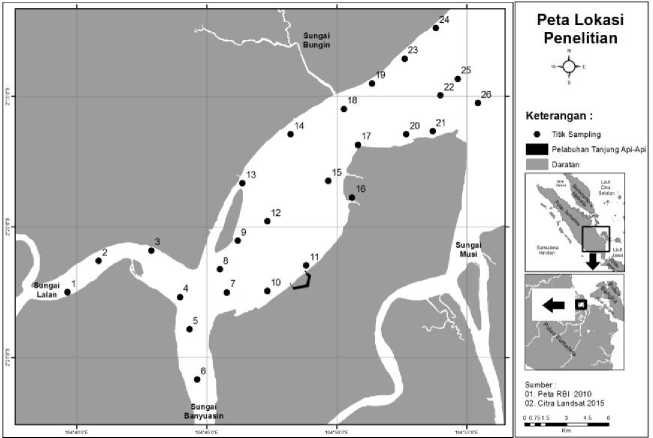 Sungai
Bungin
24
23
25
19
22
26
18
14
20
21
17
13
15
16
12
9
Sungai
Musi
3
2
8
11
1
Sungai
Lalan
4
7
10
5
6
Sungai
Banyuasin
Peta Lokasi
Penelitian
Keterangan :
Titik Sampling
Pelabuhan Tanjung Api-Api
Daratan
Sumber :
01. Peta RBI 2010
02. Citra Landsat 2015
0 0.75 1.5 3 4.5 6
Km